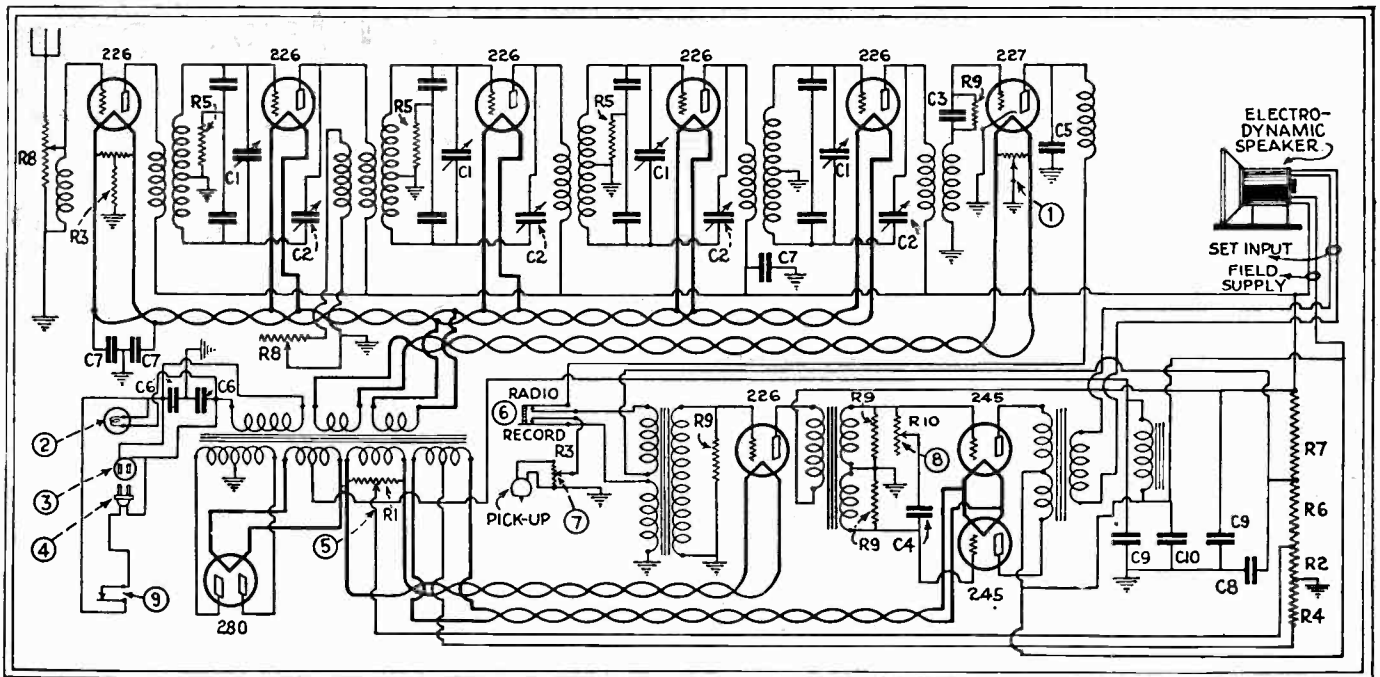 226
226
226
226
226
227
R8
R3
R5
C1
C2
R5
C1
C2
R5
C1
C2
C1
C2
C7
C3
R9
C5
1
ELECTRO-
DYNAMIC
SPEAKER
SET INPUT
FIELD
SUPPLY
C7
C7
R8
C6
C6
2
3
4
5
R1
9
280
RADIO
6
RECORD
R3
PICK-UP
7
R9
226
R9
R10
8
R9
C4
245
245
C9
C10
C9
C8
R7
R6
R2
R4